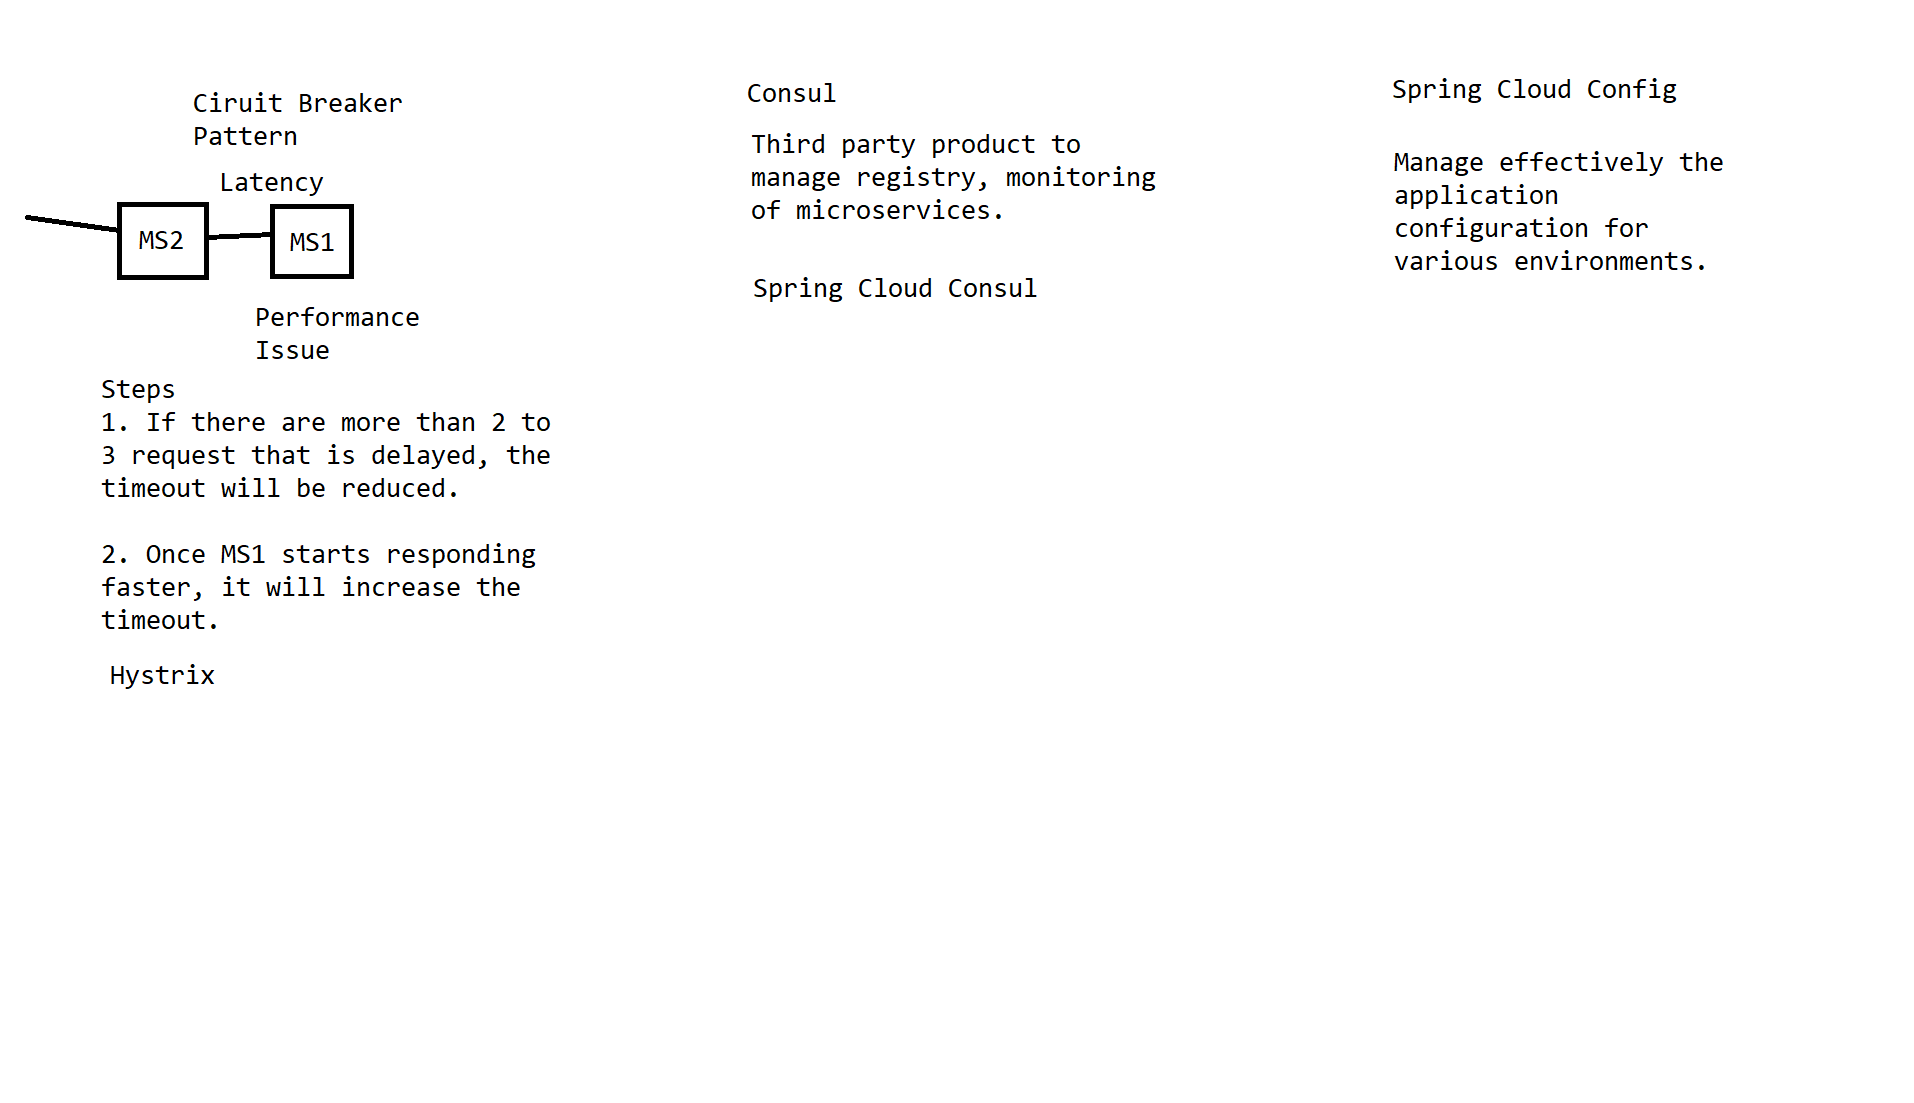 Ciruit Breaker
Pattern
Latency
MS2
MS1
Performance
Issue
Steps
1. If there are more than 2 to
3 request that is delayed, the
timeout will be reduced.
2. Once MS1 starts responding
faster, it will increase the
timeout.
Hystrix
Consul
Third party product to
manage registry, monitoring
of microservices.
Spring Cloud Consul
Spring Cloud Config
Manage effectively the
application
configuration for
various environments.